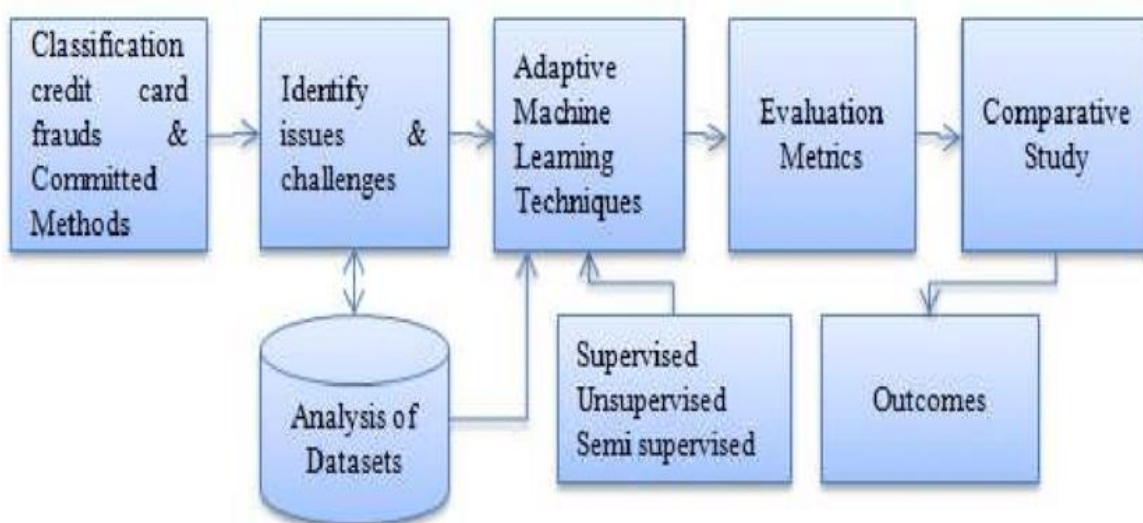 Classification
credit card
frauds &
Committed
Methods
Identify
issues &
challenges
Adaptive
Machine
Learning
Techniques
Evaluation
Metrics
Comparative
Study
Analysis of
Datasets
Supervised
Unsupervised
Semi supervised
Outcomes